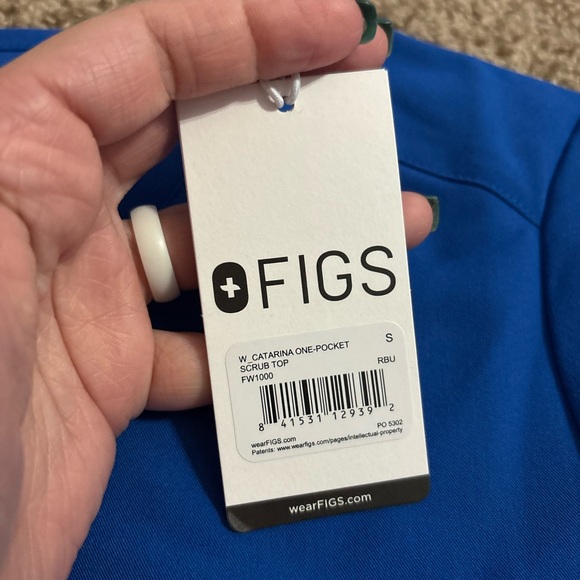 FIGS
W_CATARINA ONE-POCKET S
SCRUB TOP RBU
FW1000
8 41531 12939 2
PO 5302
wearFIGS.com
Patents: www.wearfigs.com/pages/intellectual-property
wearFIGS.com